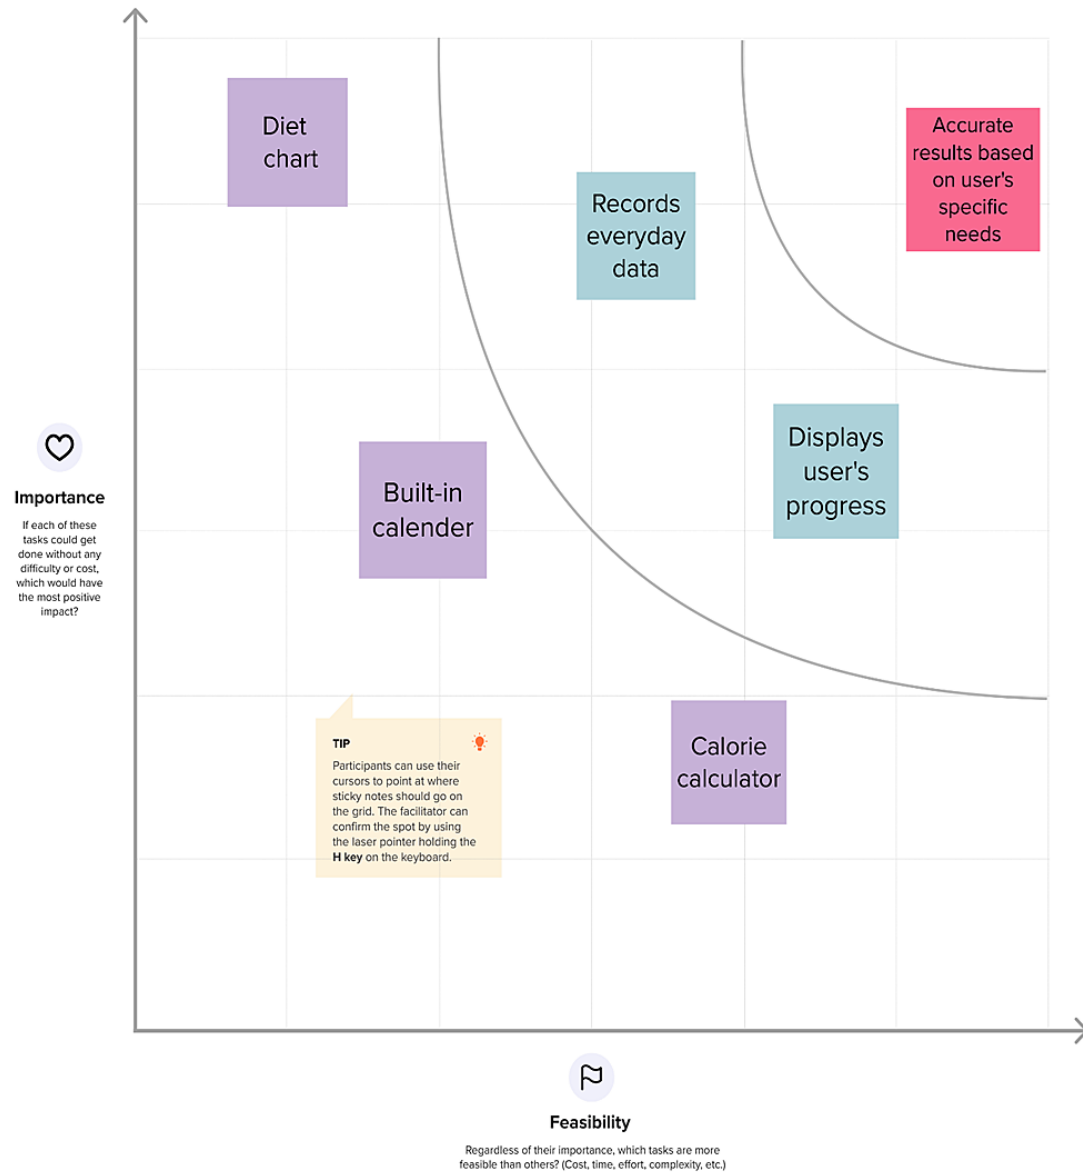 Diet
chart
Accurate
results based
on user's
specific
needs
Records
everyday
data
Displays
user's
progress
Built-in
calender
Importance
If each of these
tasks could get
done without any
difficulty or cost,
which would have
the most positive
impact?
Calorie
calculator
TIP
Participants can use their
cursors to point at where
sticky notes should go on
the grid. The facilitator can
confirm the spot by using
the laser pointer holding the
H key on the keyboard.
Feasibility
Regardless of their importance, which tasks are more
feasible than others? (Cost, time, effort, complexity, etc.)